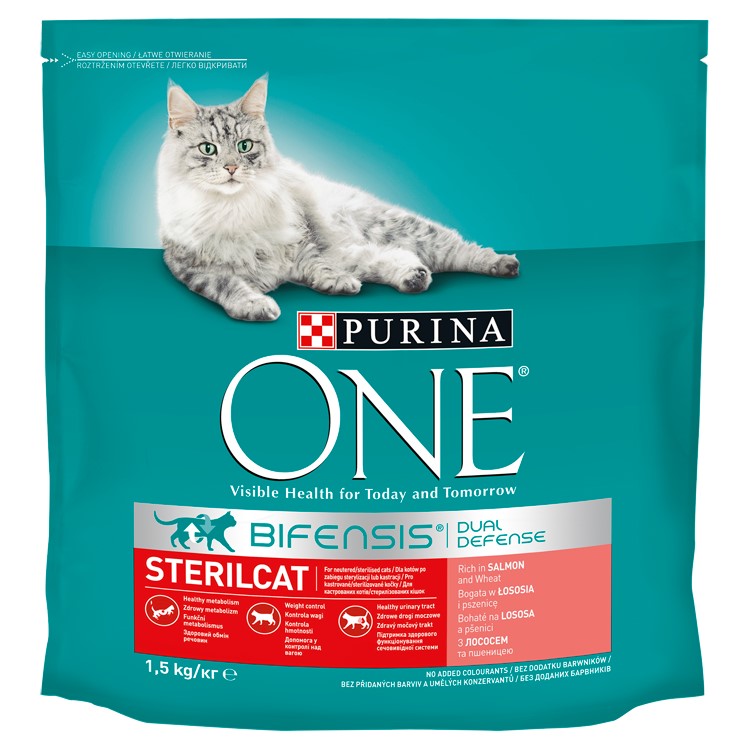 EASY OPENING / ŁATWE OTWIERANIE
ROZTRŽENÍM OTEVŘETE / ЛЕГКО ВІДКРИВАТИ
PURINA
ONE®
Visible Health for Today and Tomorrow
BIFENSIS® DUAL
DEFENSE
STERILCAT
For neutered/sterilised cats / Dla kotów po
zabiegu sterylizacji lub kastracji / Pro
kastrované/sterilizované kočky / Для
кастрованих котів/стерилізованих кішок
Rich in SALMON
and Wheat
Bogata w ŁOSOSIA
i pszenicę
Bohaté na LOSOSA
a pšenici
З ЛОСОСЕМ
та пшеницею
Healthy metabolism
Zdrowy metabolizm
Funkční
metabolismus
Здоровий обмін
речовин
Weight control
Kontrola wagi
Kontrola
hmotnosti
Допомога у
контролі над
вагою
Healthy urinary tract
Zdrowe drogi moczowe
Zdravý močový trakt
Підтримка здорового
функціонування
сечовивідної системи
1,5 kg/кг ℮
NO ADDED COLOURANTS / BEZ DODATKU BARWNIKÓW /
BEZ PŘIDANÝCH BARVIV A UMĚLÝCH KONZERVANTŮ / БЕЗ ДОДАНИХ БАРВНИКІВ